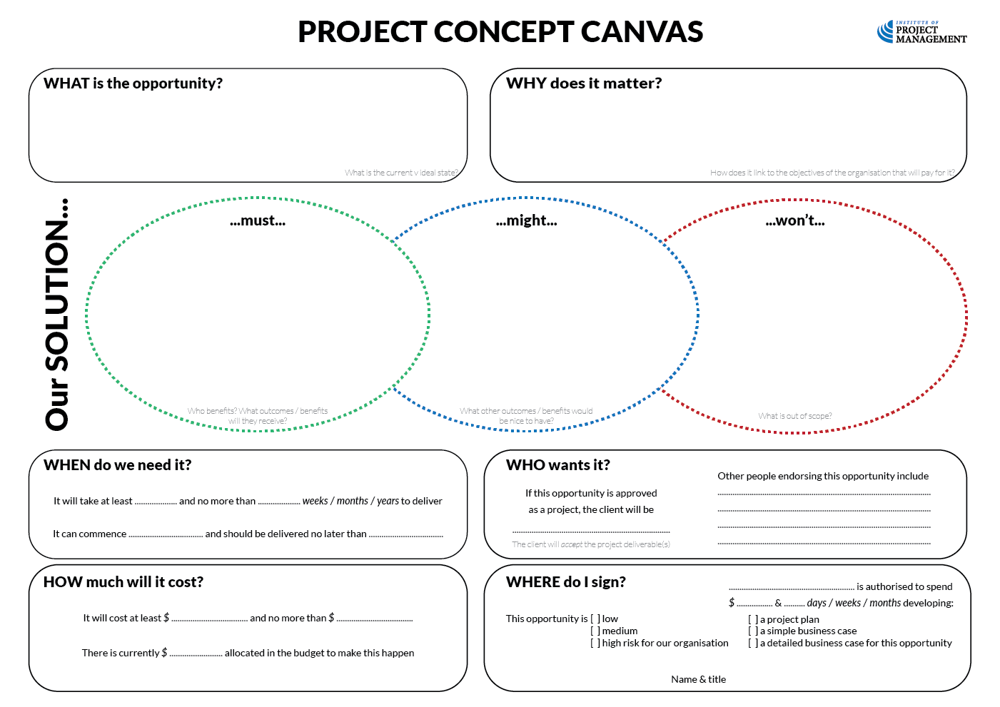 PROJECT CONCEPT CANVAS
INSTITUTE OF
PROJECT
MANAGEMENT
WHAT is the opportunity?
What is the current v ideal state?
WHY does it matter?
How does it link to the objectives of the organisation that will pay for it?
Our SOLUTION...
...must...
Who benefits? What outcomes / benefits
will they receive?
...might...
What other outcomes / benefits would
be nice to have?
...won't...
What is out of scope?
WHEN do we need it?
It will take at least .................... and no more than .................... weeks / months / years to deliver
It can commence ................................... and should be delivered no later than ...................................
WHO wants it?
If this opportunity is approved
as a project, the client will be
..........................................................................
The client will accept the project deliverable(s)
Other people endorsing this opportunity include
....................................................................................................
....................................................................................................
....................................................................................................
....................................................................................................
HOW much will it cost?
It will cost at least $ .................................... and no more than $ ....................................
There is currently $ ......................... allocated in the budget to make this happen
WHERE do I sign?
........................................................... is authorised to spend
$ ................. & .......... days / weeks / months developing:
This opportunity is [ ] low
[ ] medium
[ ] high risk for our organisation
[ ] a project plan
[ ] a simple business case
[ ] a detailed business case for this opportunity
Name & title